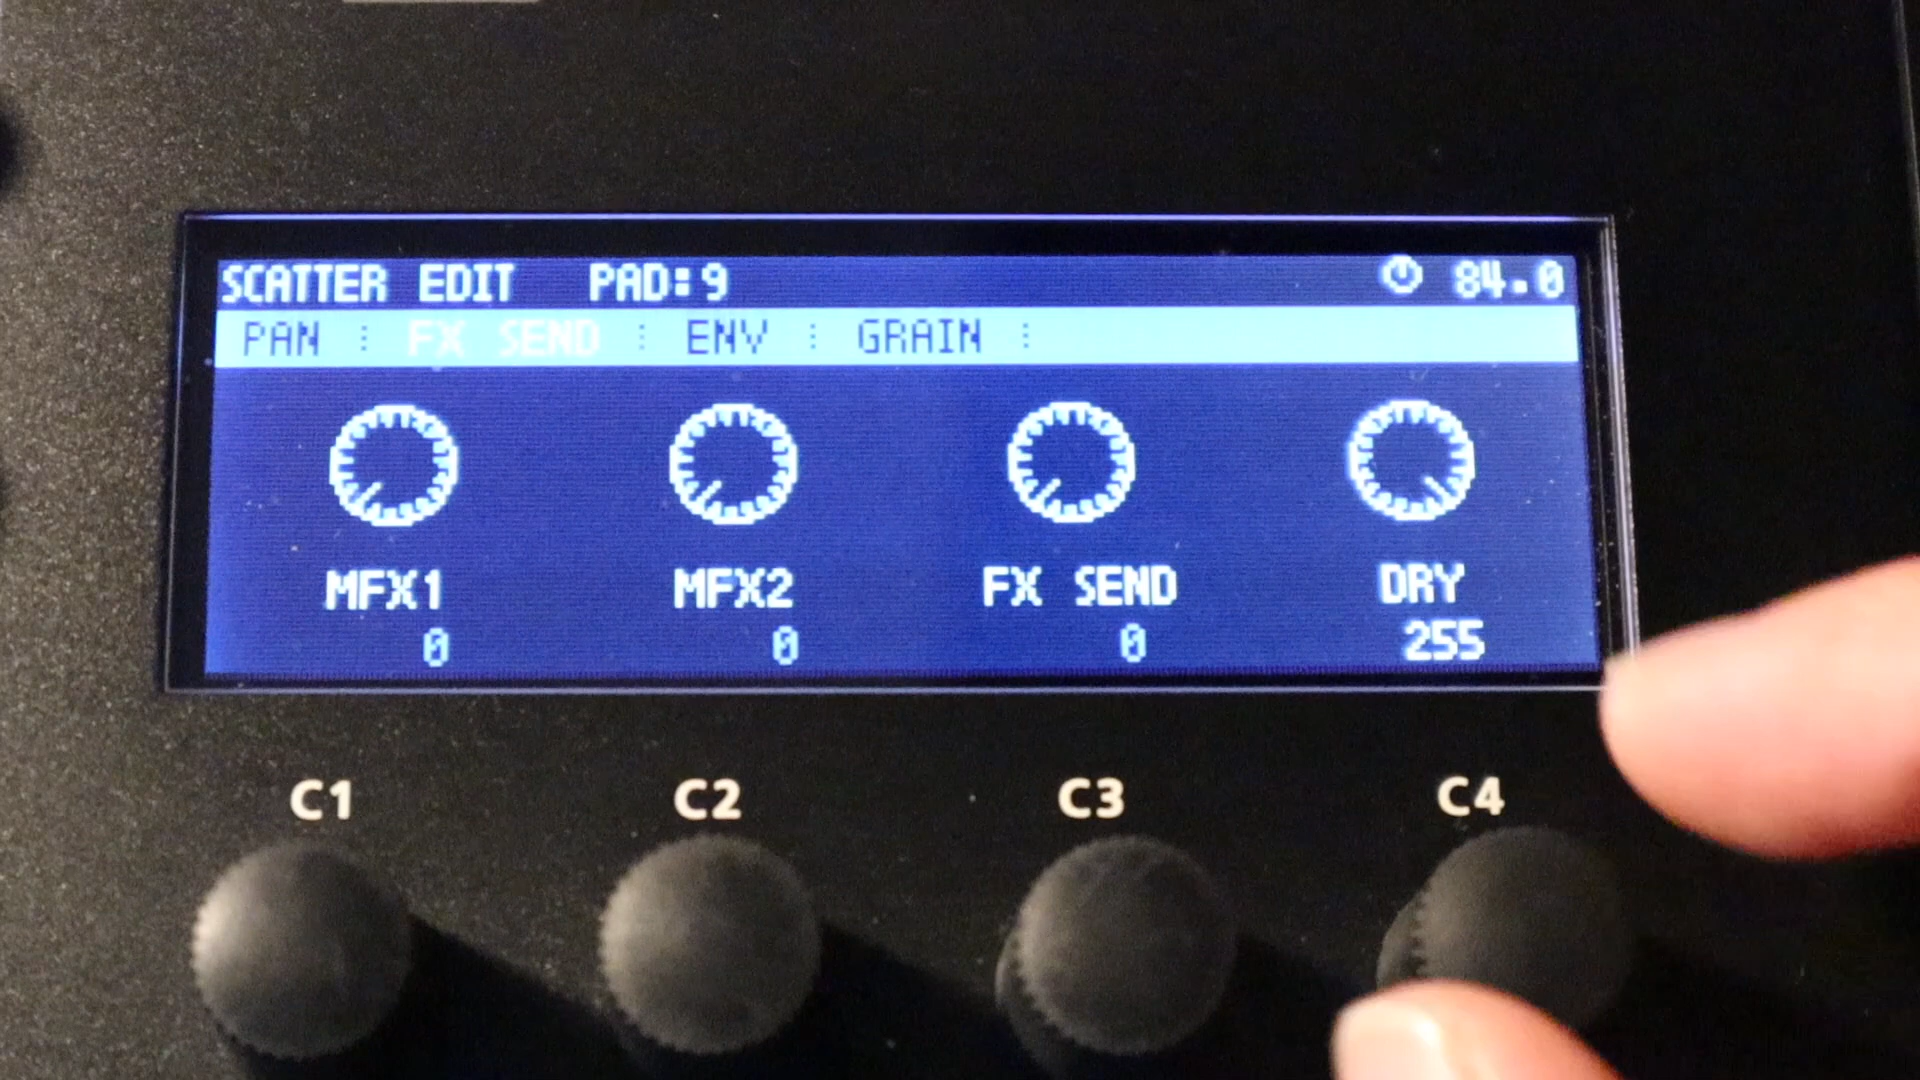 SCATTER EDIT PAD:9 84.0
PAN FX SEND ENV GRAIN
MFX1 MFX2 FX SEND DRY
0 0 0 255
C1 C2 C3 C4